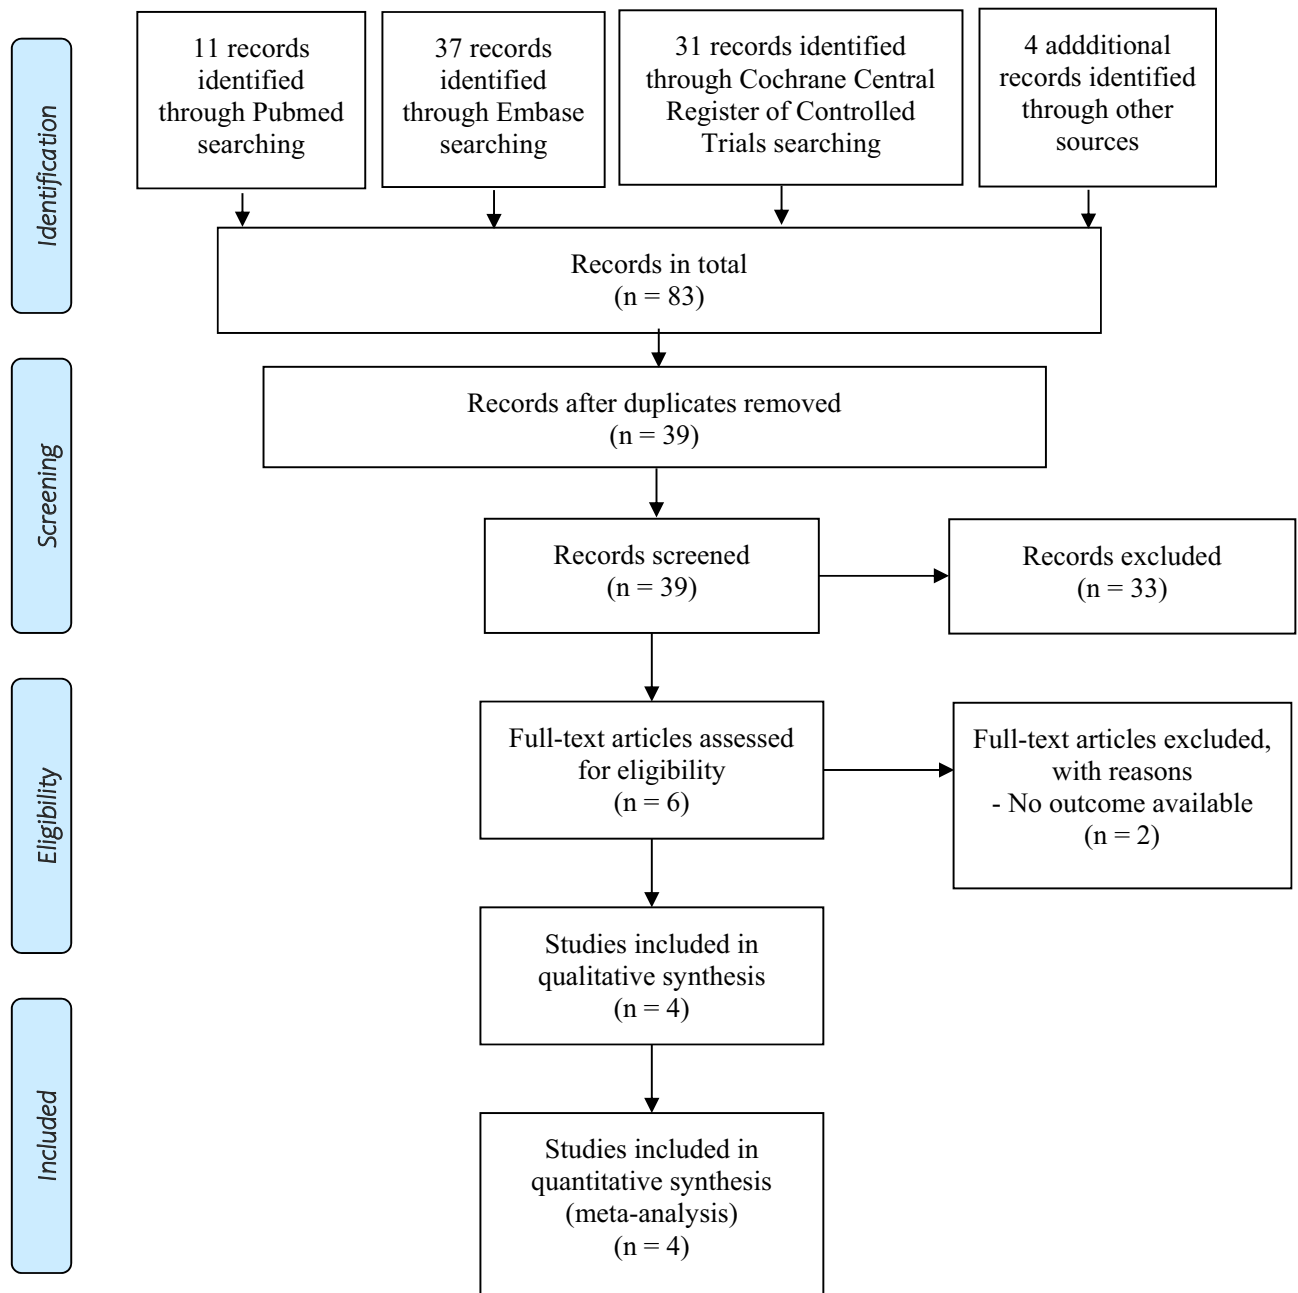 Identification
11 records
identified
through Pubmed
searching
37 records
identified
through Embase
searching
31 records identified
through Cochrane Central
Register of Controlled
Trials searching
4 addditional
records identified
through other
sources
Records in total
(n = 83)
Screening
Records after duplicates removed
(n = 39)
Records screened
(n = 39)
Records excluded
(n = 33)
Eligibility
Full-text articles assessed
for eligibility
(n = 6)
Full-text articles excluded,
with reasons
- No outcome available
(n = 2)
Studies included in
qualitative synthesis
(n = 4)
Included
Studies included in
quantitative synthesis
(meta-analysis)
(n = 4)